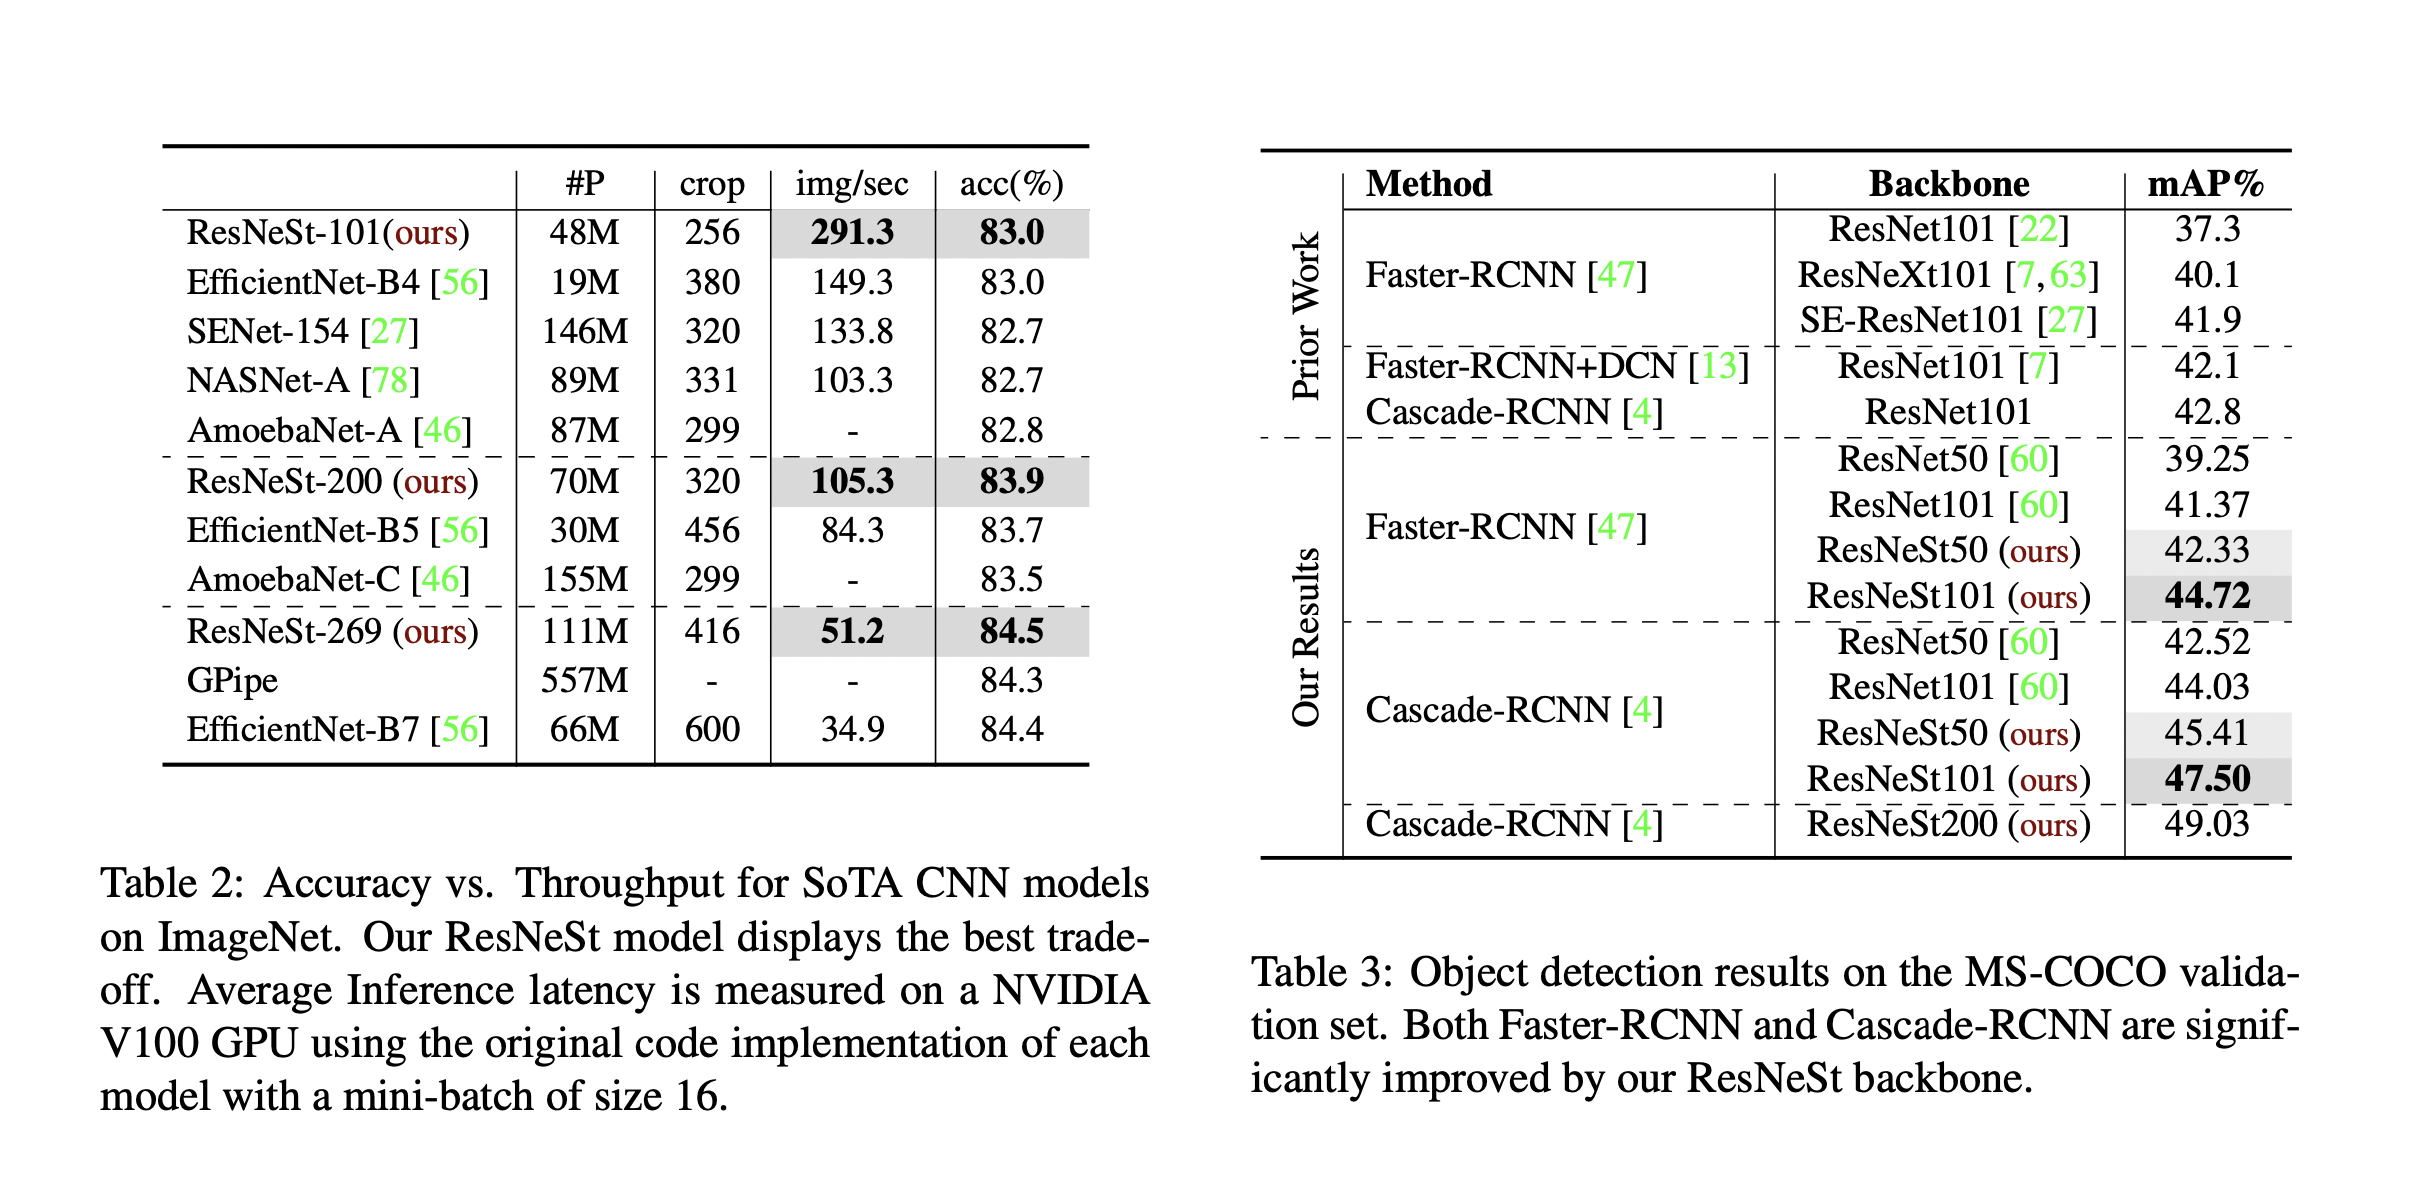 #P crop img/sec acc(%)
ResNeSt-101(ours) 48M 256 291.3 83.0
EfficientNet-B4 [56] 19M 380 149.3 83.0
SENet-154 [27] 146M 320 133.8 82.7
NASNet-A [78] 89M 331 103.3 82.7
AmoebaNet-A [46] 87M 299 - 82.8
ResNeSt-200 (ours) 70M 320 105.3 83.9
EfficientNet-B5 [56] 30M 456 84.3 83.7
AmoebaNet-C [46] 155M 299 - 83.5
ResNeSt-269 (ours) 111M 416 51.2 84.5
GPipe 557M - - 84.3
EfficientNet-B7 [56] 66M 600 34.9 84.4
Table 2: Accuracy vs. Throughput for SoTA CNN models
on ImageNet. Our ResNeSt model displays the best trade-
off. Average Inference latency is measured on a NVIDIA
V100 GPU using the original code implementation of each
model with a mini-batch of size 16.
Method Backbone mAP%
Prior Work
ResNet101 [22] 37.3
Faster-RCNN [47] ResNeXt101 [7, 63] 40.1
SE-ResNet101 [27] 41.9
Faster-RCNN+DCN [13] ResNet101 [7] 42.1
Cascade-RCNN [4] ResNet101 42.8
Our Results
ResNet50 [60] 39.25
ResNet101 [60] 41.37
Faster-RCNN [47]
ResNeSt50 (ours) 42.33
ResNeSt101 (ours) 44.72
ResNet50 [60] 42.52
ResNet101 [60] 44.03
Cascade-RCNN [4]
ResNeSt50 (ours) 45.41
ResNeSt101 (ours) 47.50
Cascade-RCNN [4] ResNeSt200 (ours) 49.03
Table 3: Object detection results on the MS-COCO valida-
tion set. Both Faster-RCNN and Cascade-RCNN are signif-
icantly improved by our ResNeSt backbone.